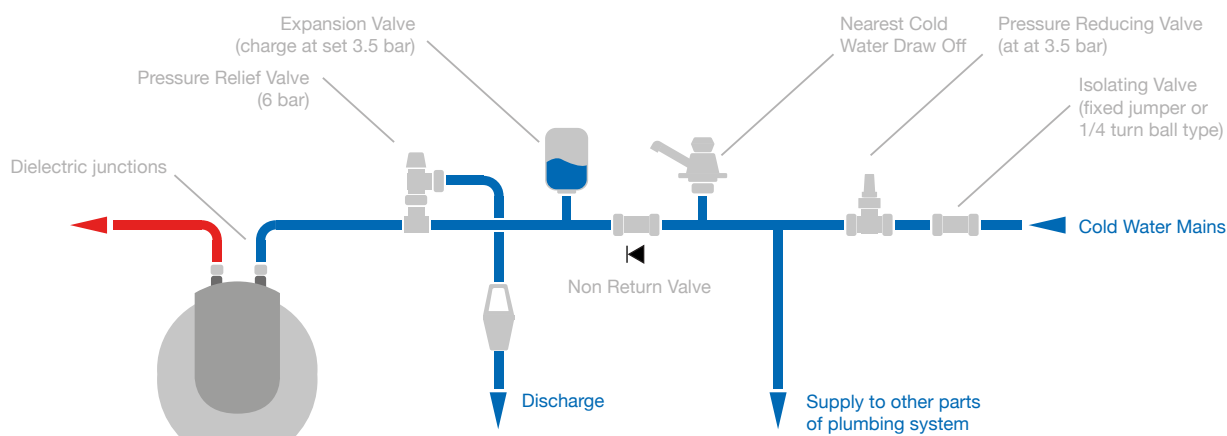 Expansion Valve
(charge at set 3.5 bar)
Nearest Cold
Water Draw Off
Pressure Reducing Valve
(at at 3.5 bar)
Pressure Relief Valve
(6 bar)
Isolating Valve
(fixed jumper or
1/4 turn ball type)
Dielectric junctions
Cold Water Mains
Non Return Valve
Discharge
Supply to other parts
of plumbing system